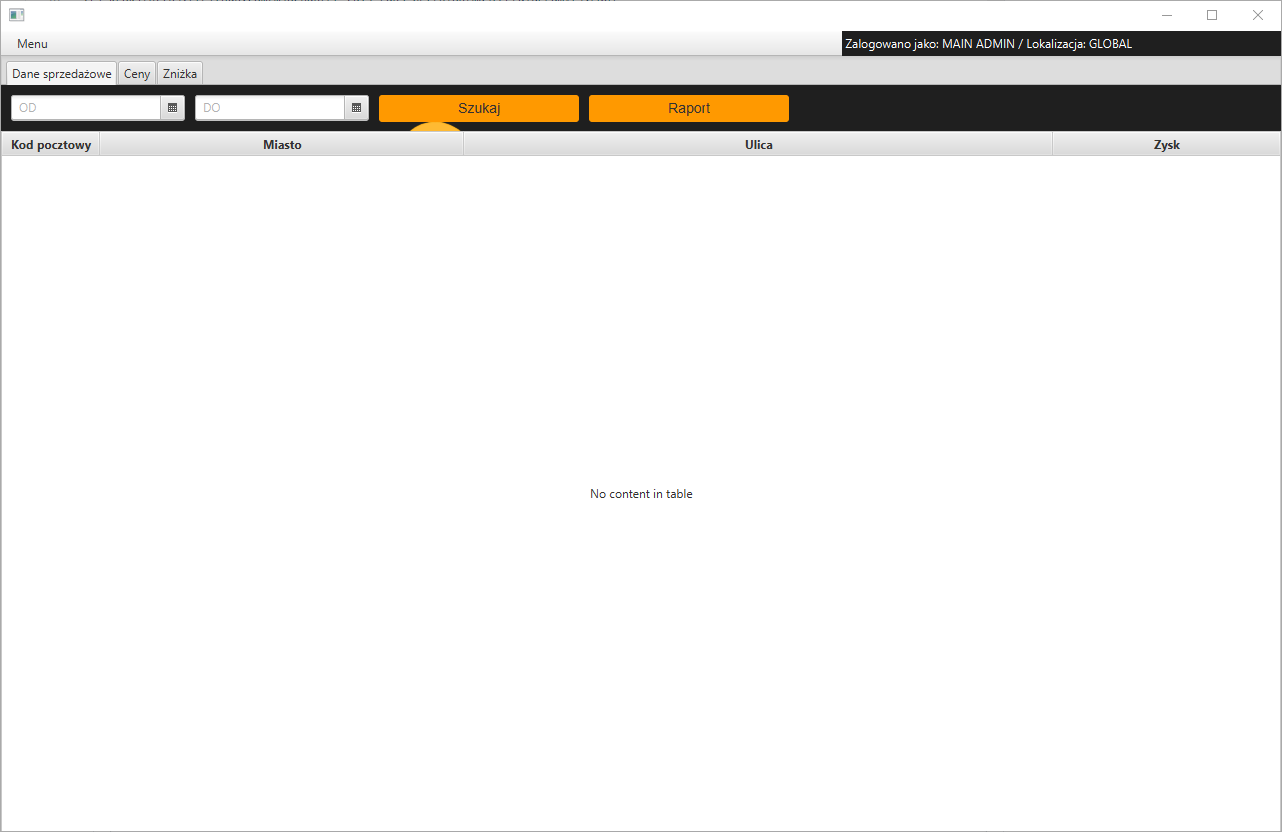 Menu
Zalogowano jako: MAIN ADMIN / Lokalizacja: GLOBAL
Dane sprzedażowe Ceny Zniżka
OD DO Szukaj Raport
Kod pocztowy Miasto Ulica Zysk
No content in table